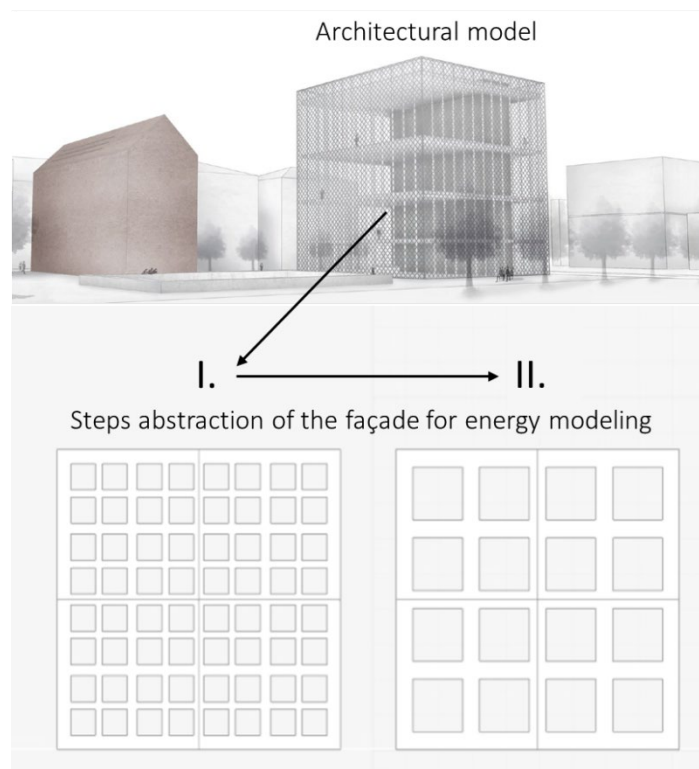 Architectural model
I.
II.
Steps abstraction of the façade for energy modeling